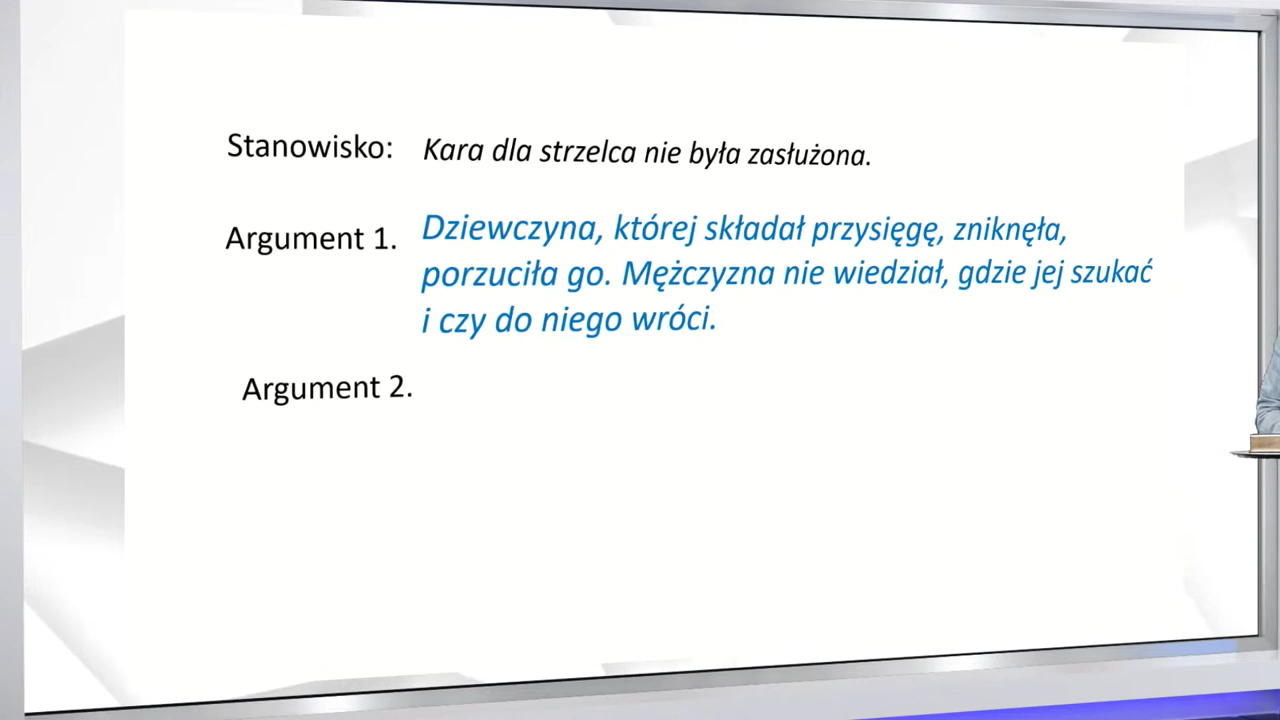 Stanowisko: Kara dla strzelca nie była zasłużona.
Argument 1. Dziewczyna, której składał przysięgę, zniknęła,
porzuciła go. Mężczyzna nie wiedział, gdzie jej szukać
i czy do niego wróci.
Argument 2.